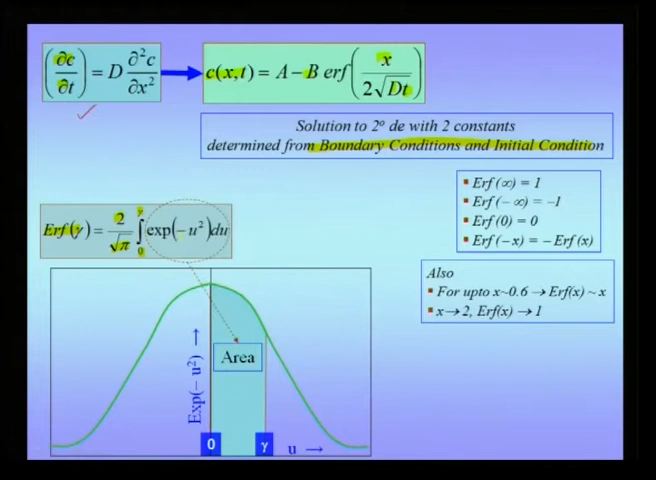 (∂c/∂t) = D ∂²c/∂x²
c(x,t) = A − B erf(x / 2√Dt)
Solution to 2º de with 2 constants
determined from Boundary Conditions and Initial Condition
Erf(γ) = 2/√π ∫₀^γ exp(−u²)du
▪ Erf(∞) = 1
▪ Erf(−∞) = −1
▪ Erf(0) = 0
▪ Erf(−x) = −Erf(x)
Also
▪ For upto x~0.6 → Erf(x) ~ x
▪ x→2, Erf(x) → 1
Exp(− u²) →
Area
0
γ
u →